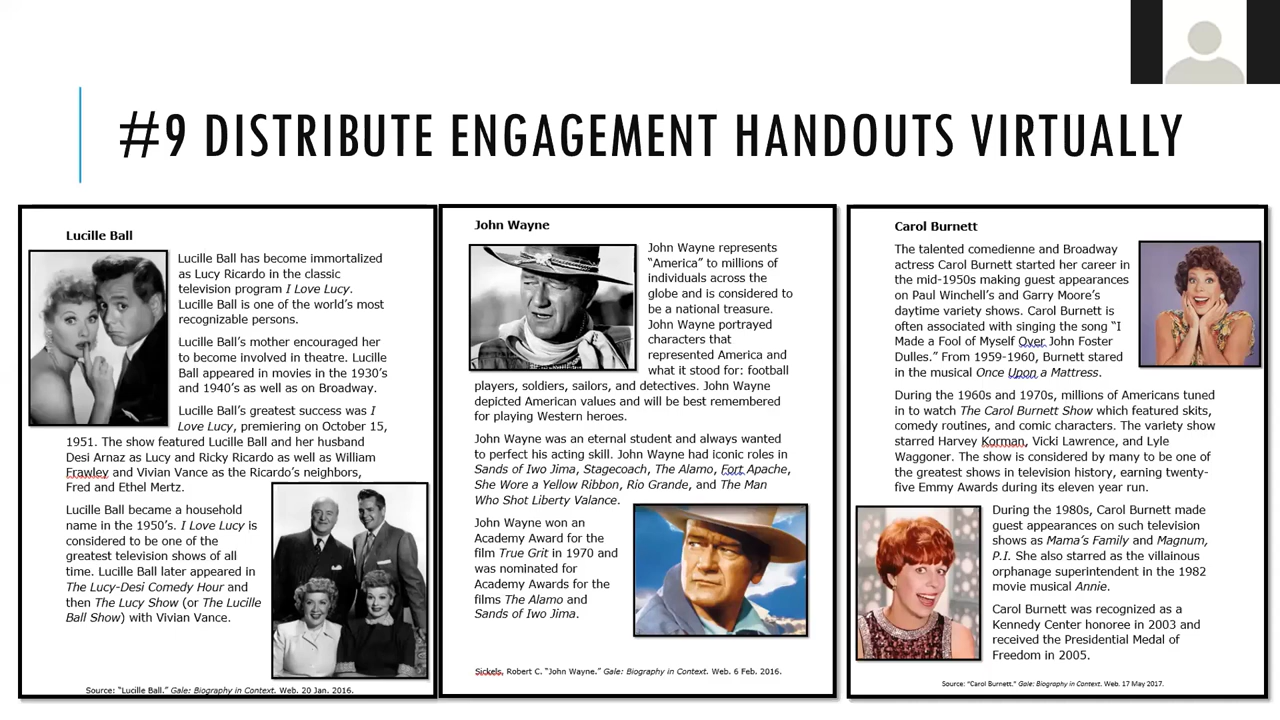 #9 DISTRIBUTE ENGAGEMENT HANDOUTS VIRTUALLY
Lucille Ball
Lucille Ball has become immortalized
as Lucy Ricardo in the classic
television program I Love Lucy.
Lucille Ball is one of the world's most
recognizable persons.
Lucille Ball's mother encouraged her
to become involved in theatre. Lucille
Ball appeared in movies in the 1930's
and 1940's as well as on Broadway.
Lucille Ball's greatest success was I
Love Lucy, premiering on October 15,
1951. The show featured Lucille Ball and her husband
Desi Arnaz as Lucy and Ricky Ricardo as well as William
Frawley and Vivian Vance as the Ricardo's neighbors,
Fred and Ethel Mertz.
Lucille Ball became a household
name in the 1950's. I Love Lucy is
considered to be one of the
greatest television shows of all
time. Lucille Ball later appeared in
The Lucy-Desi Comedy Hour and
then The Lucy Show (or The Lucille
Ball Show) with Vivian Vance.
Source: "Lucille Ball." Gale: Biography in Context. Web. 20 Jan. 2016.
John Wayne
John Wayne represents
"America" to millions of
individuals across the
globe and is considered to
be a national treasure.
John Wayne portrayed
characters that
represented America and
what it stood for: football
players, soldiers, sailors, and detectives. John Wayne
depicted American values and will be best remembered
for playing Western heroes.
John Wayne was an eternal student and always wanted
to perfect his acting skill. John Wayne had iconic roles in
Sands of Iwo Jima, Stagecoach, The Alamo, Fort Apache,
She Wore a Yellow Ribbon, Rio Grande, and The Man
Who Shot Liberty Valance.
John Wayne won an
Academy Award for the
film True Grit in 1970 and
was nominated for
Academy Awards for the
films The Alamo and
Sands of Iwo Jima.
Sickels, Robert C. "John Wayne." Gale: Biography in Context. Web. 6 Feb. 2016.
Carol Burnett
The talented comedienne and Broadway
actress Carol Burnett started her career in
the mid-1950s making guest appearances
on Paul Winchell's and Garry Moore's
daytime variety shows. Carol Burnett is
often associated with singing the song "I
Made a Fool of Myself Over John Foster
Dulles." From 1959-1960, Burnett stared
in the musical Once Upon a Mattress.
During the 1960s and 1970s, millions of Americans tuned
in to watch The Carol Burnett Show which featured skits,
comedy routines, and comic characters. The variety show
starred Harvey Korman, Vicki Lawrence, and Lyle
Waggoner. The show is considered by many to be one of
the greatest shows in television history, earning twenty-
five Emmy Awards during its eleven year run.
During the 1980s, Carol Burnett made
guest appearances on such television
shows as Mama's Family and Magnum,
P.I. She also starred as the villainous
orphanage superintendent in the 1982
movie musical Annie.
Carol Burnett was recognized as a
Kennedy Center honoree in 2003 and
received the Presidential Medal of
Freedom in 2005.
Source: "Carol Burnett." Gale: Biography in Context. Web. 17 May 2017.